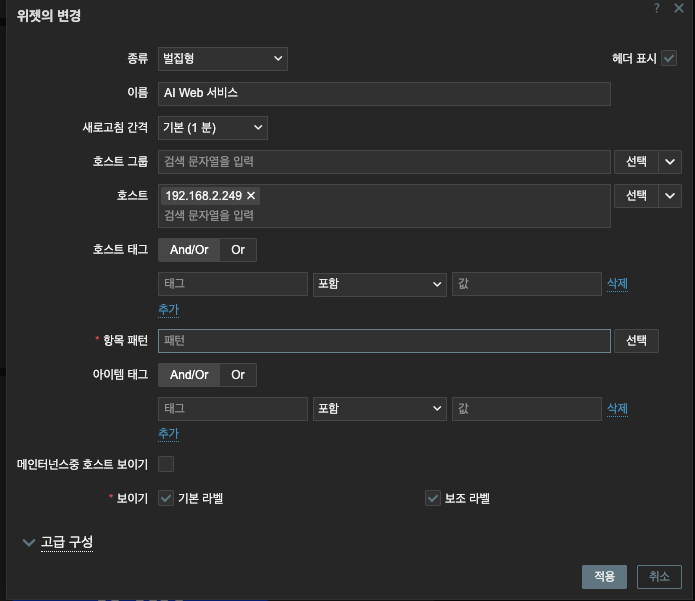 위젯의 변경
? ✕
종류 벌집형 헤더 표시
이름 AI Web 서비스
새로고침 간격 기본 (1 분)
호스트 그룹 검색 문자열을 입력 선택
호스트 192.168.2.249 ✕ 선택
검색 문자열을 입력
호스트 태그 And/Or Or
태그 포함 값 삭제
추가
* 항목 패턴 패턴 선택
아이템 태그 And/Or Or
태그 포함 값 삭제
추가
메인터넌스중 호스트 보이기
* 보이기 기본 라벨 보조 라벨
고급 구성
적용 취소